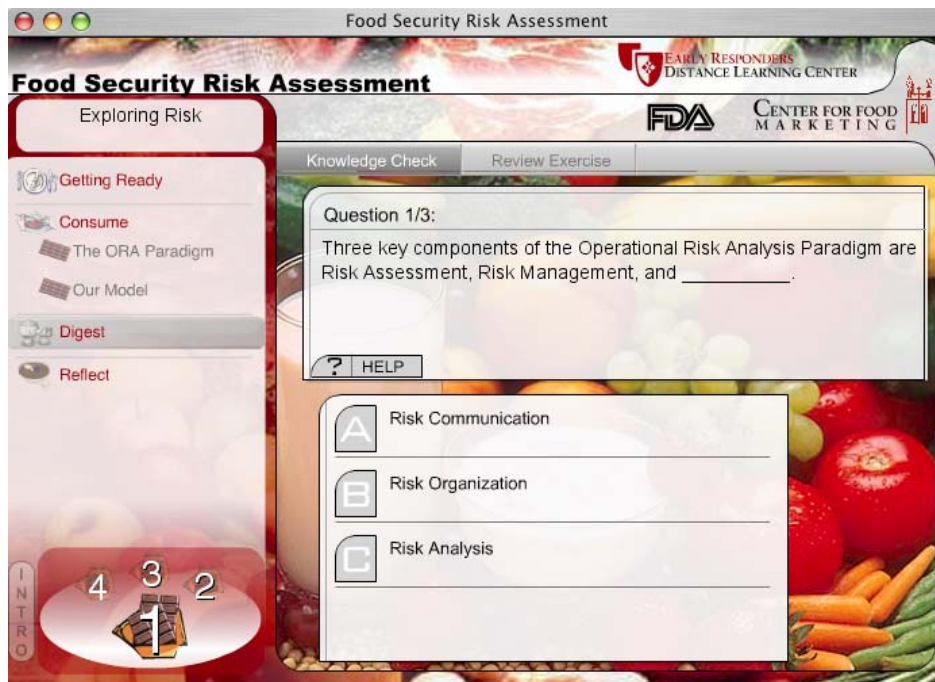 Food Security Risk Assessment
Food Security Risk Assessment
EARLY RESPONDERS
DISTANCE LEARNING CENTER
FDA
CENTER FOR FOOD
MARKETING
Exploring Risk
Getting Ready
Consume
The ORA Paradigm
Our Model
Digest
Reflect
INTRO
4
3
2
1
Knowledge Check
Review Exercise
Question 1/3:
Three key components of the Operational Risk Analysis Paradigm are
Risk Assessment, Risk Management, and __________.
? HELP
A Risk Communication
B Risk Organization
C Risk Analysis